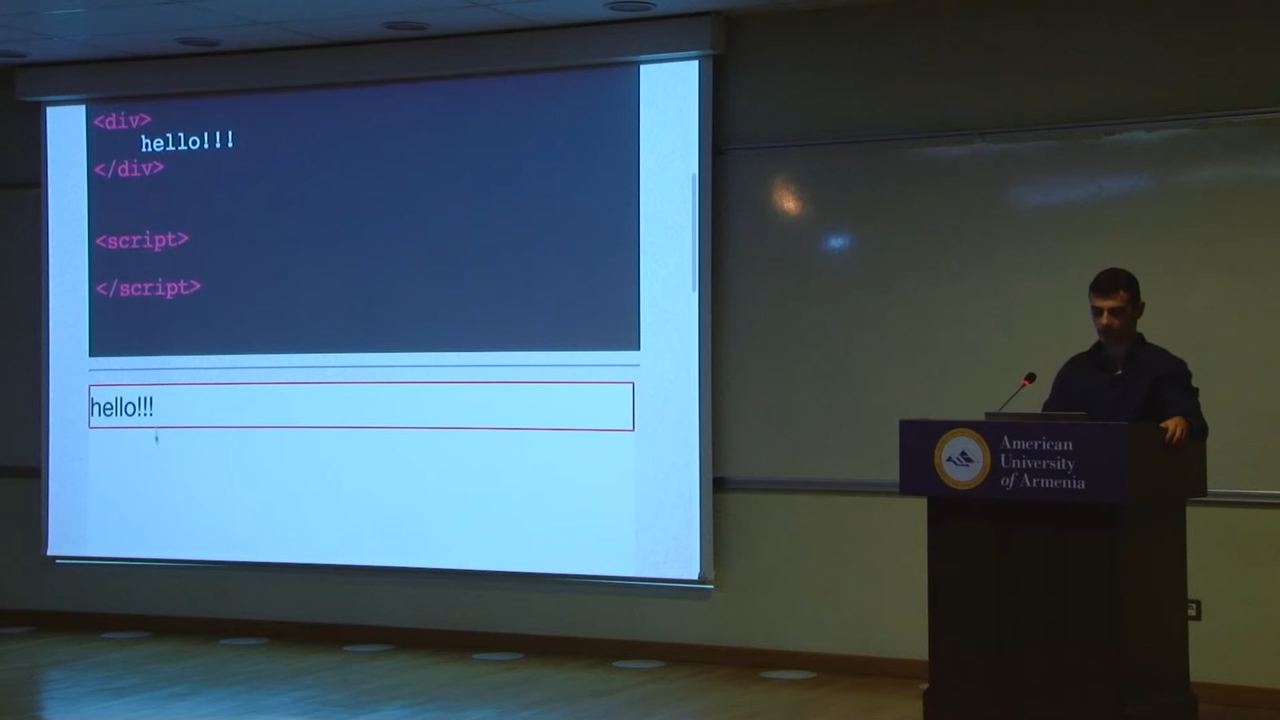 <div>
hello!!!
</div>
<script>
</script>
hello!!!
American
University
of Armenia